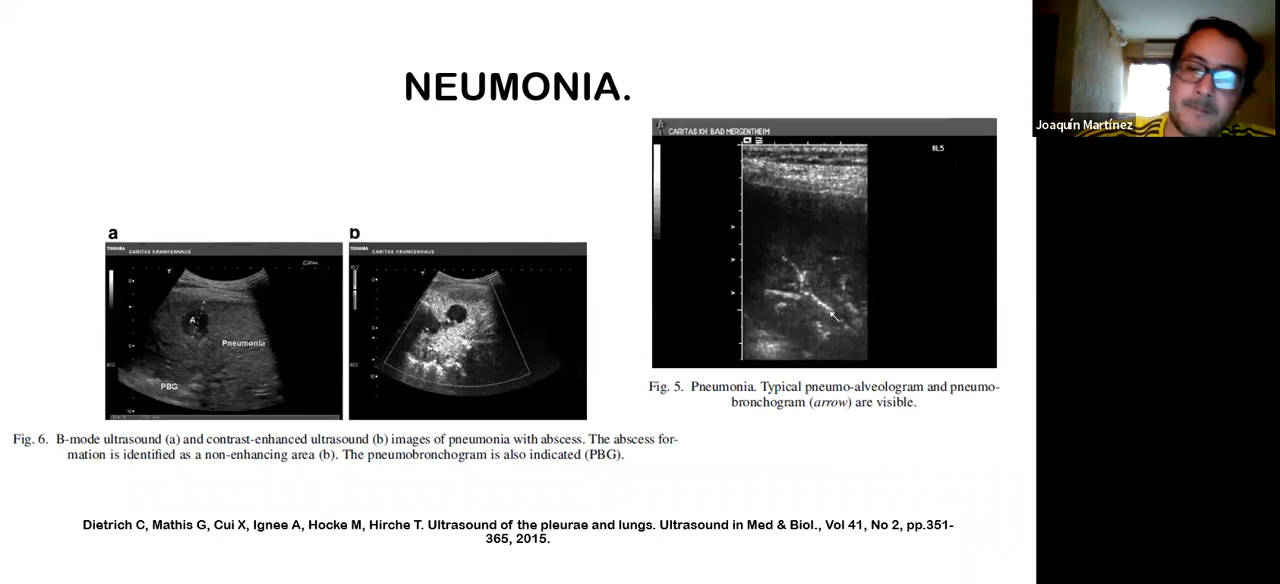 NEUMONIA.
Joaquín Martínez
CARITAS KH BAD MERGENTHEIM
8L5
a
b
TOSHIBA CARITAS KRANKENHAUS
TOSHIBA CARITAS KRANKENHAUS
A
Pneumonia
PBG
Fig. 5. Pneumonia. Typical pneumo-alveologram and pneumo-
bronchogram (arrow) are visible.
Fig. 6. B-mode ultrasound (a) and contrast-enhanced ultrasound (b) images of pneumonia with abscess. The abscess for-
mation is identified as a non-enhancing area (b). The pneumobronchogram is also indicated (PBG).
Dietrich C, Mathis G, Cui X, Ignee A, Hocke M, Hirche T. Ultrasound of the pleurae and lungs. Ultrasound in Med & Biol., Vol 41, No 2, pp.351-
365, 2015.